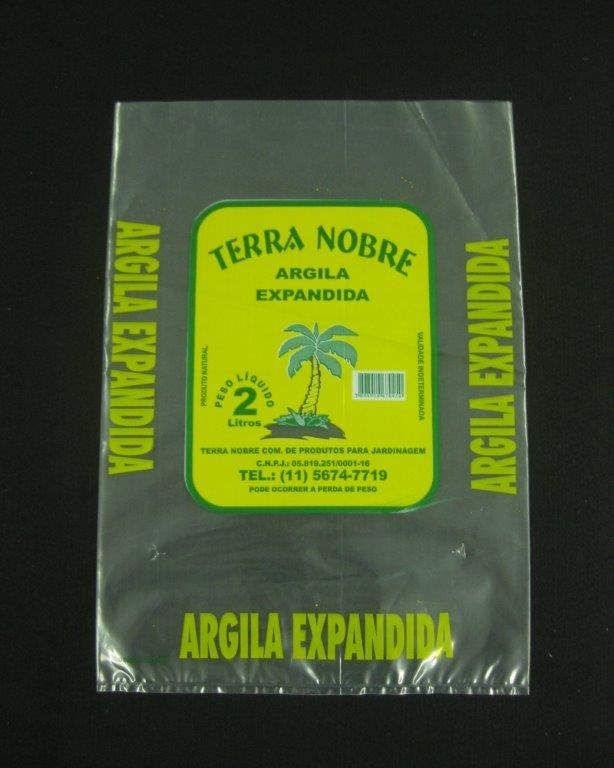 TERRA NOBRE
ARGILA
EXPANDIDA
PRODUTO NATURAL
PESO LÍQUIDO
2
Litros
VALIDADE INDETERMINADA
TERRA NOBRE COM. DE PRODUTOS PARA JARDINAGEM
C.N.P.J.: 05.819.251/0001-16
TEL.: (11) 5674-7719
PODE OCORRER A PERDA DE PESO
ARGILA EXPANDIDA
ARGILA EXPANDIDA
ARGILA EXPANDIDA